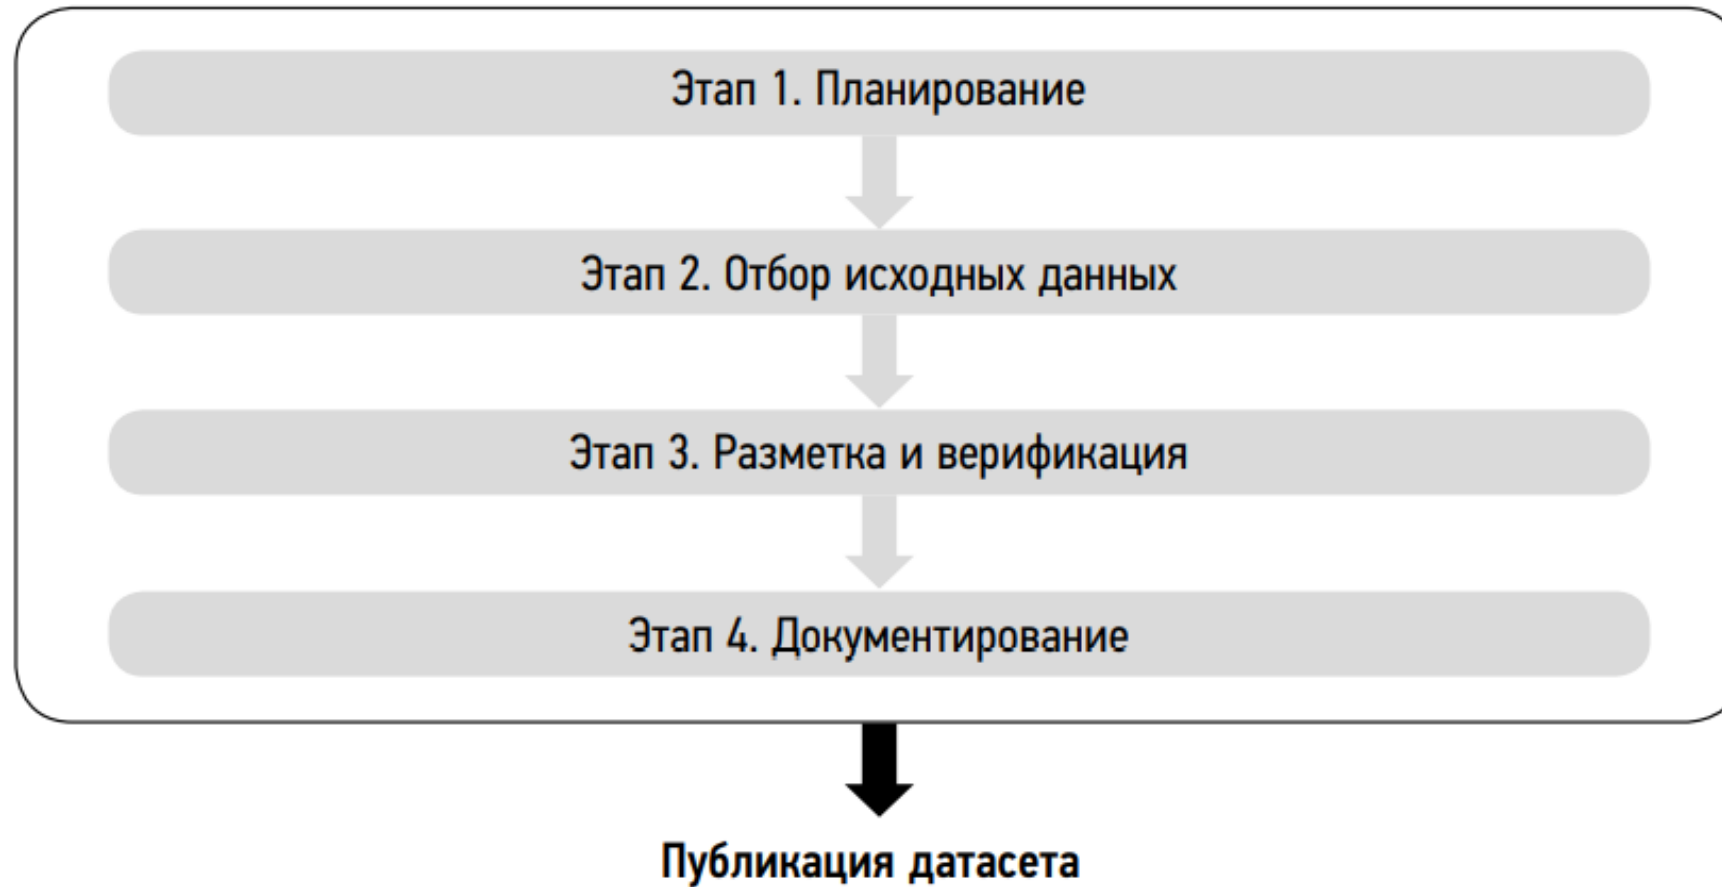 Этап 1. Планирование
Этап 2. Отбор исходных данных
Этап 3. Разметка и верификация
Этап 4. Документирование
Публикация датасета